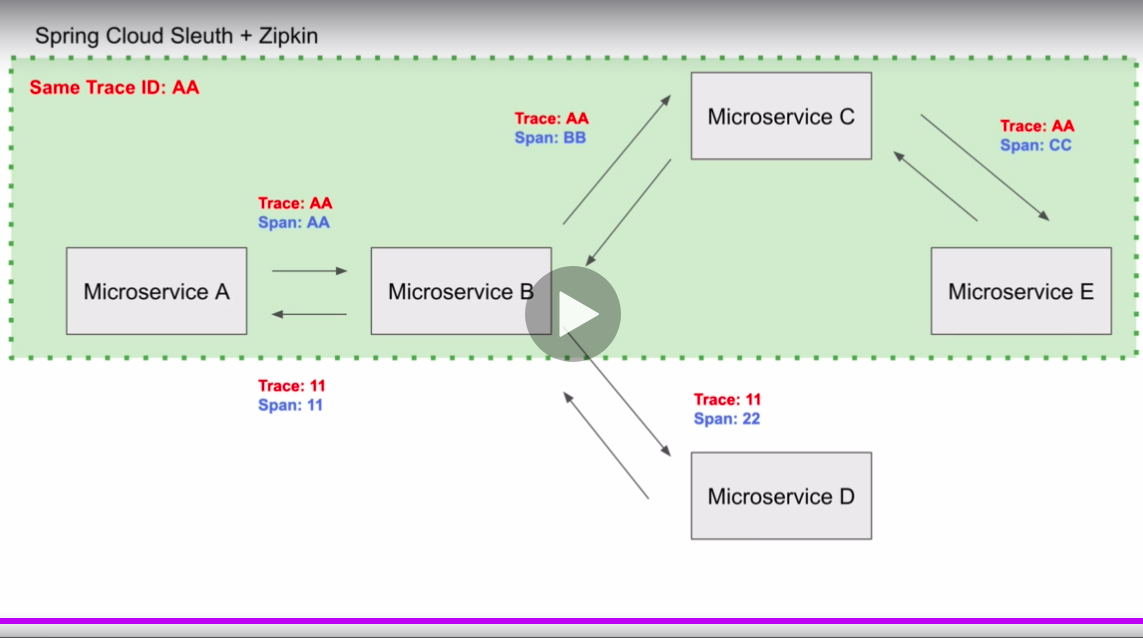 Spring Cloud Sleuth + Zipkin
Same Trace ID: AA
Trace: AA
Span: BB
Microservice C
Trace: AA
Span: CC
Trace: AA
Span: AA
Microservice A
Microservice B
Microservice E
Trace: 11
Span: 11
Trace: 11
Span: 22
Microservice D